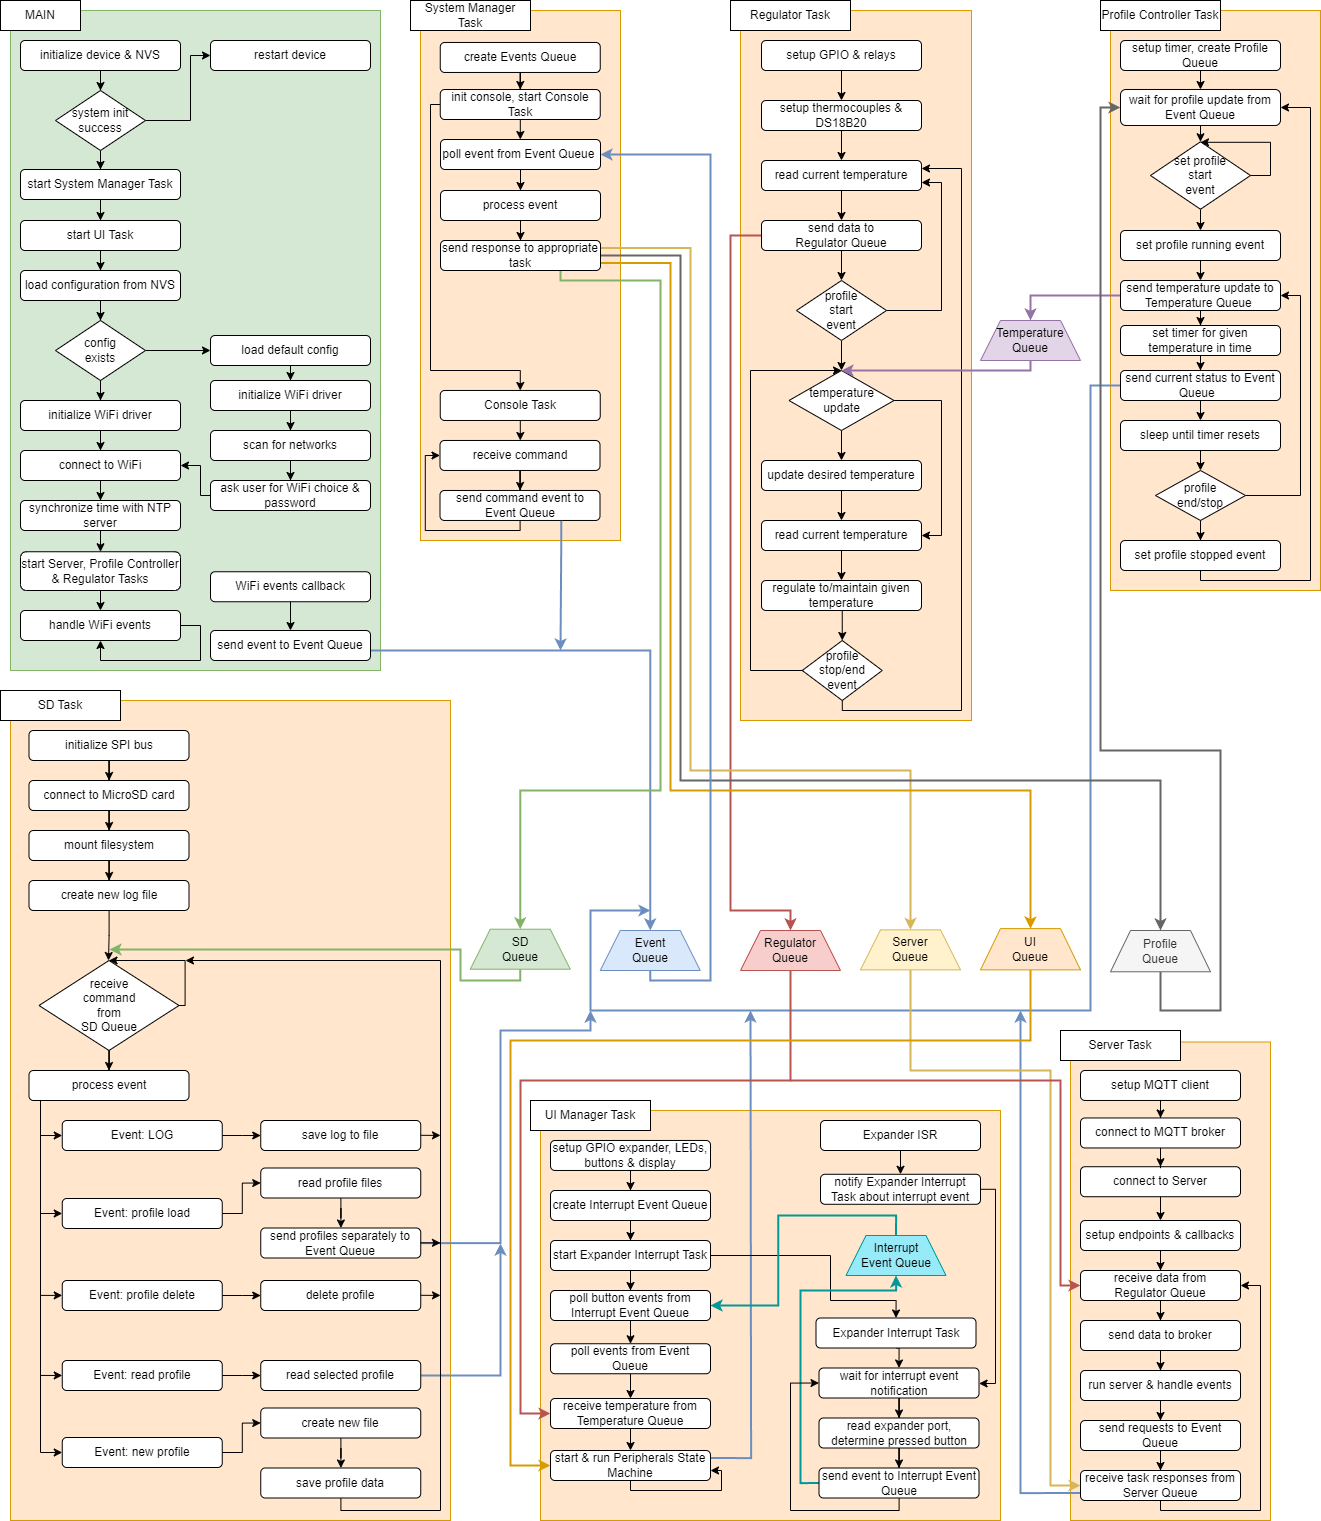 MAIN
initialize device & NVS
restart device
system init
success
start System Manager Task
start UI Task
load configuration from NVS
config
exists
load default config
initialize WiFi driver
initialize WiFi driver
scan for networks
connect to WiFi
ask user for WiFi choice &
password
synchronize time with NTP
server
start Server, Profile Controller
& Regulator Tasks
WiFi events callback
handle WiFi events
send event to Event Queue
System Manager
Task
create Events Queue
init console, start Console
Task
poll event from Event Queue
process event
send response to appropriate
task
Console Task
receive command
send command event to
Event Queue
Regulator Task
setup GPIO & relays
setup thermocouples &
DS18B20
read current temperature
send data to
Regulator Queue
profile
start
event
temperature
update
update desired temperature
read current temperature
regulate to/maintain given
temperature
profile
stop/end
event
Profile Controller Task
setup timer, create Profile
Queue
wait for profile update from
Event Queue
set profile
start
event
set profile running event
send temperature update to
Temperature Queue
set timer for given
temperature in time
send current status to Event
Queue
sleep until timer resets
profile
end/stop
set profile stopped event
Temperature
Queue
SD Task
initialize SPI bus
connect to MicroSD card
mount filesystem
create new log file
receive
command
from
SD Queue
process event
Event: LOG
save log to file
read profile files
Event: profile load
send profiles separately to
Event Queue
Event: profile delete
delete profile
Event: read profile
read selected profile
create new file
Event: new profile
save profile data
SD
Queue
Event
Queue
Regulator
Queue
Server
Queue
UI
Queue
Profile
Queue
UI Manager Task
setup GPIO expander, LEDs,
buttons & display
create Interrupt Event Queue
start Expander Interrupt Task
poll button events from
Interrupt Event Queue
poll events from Event
Queue
receive temperature from
Temperature Queue
start & run Peripherals State
Machine
Expander ISR
notify Expander Interrupt
Task about interrupt event
Interrupt
Event Queue
Expander Interrupt Task
wait for interrupt event
notification
read expander port,
determine pressed button
send event to Interrupt Event
Queue
Server Task
setup MQTT client
connect to MQTT broker
connect to Server
setup endpoints & callbacks
receive data from
Regulator Queue
send data to broker
run server & handle events
send requests to Event
Queue
receive task responses from
Server Queue